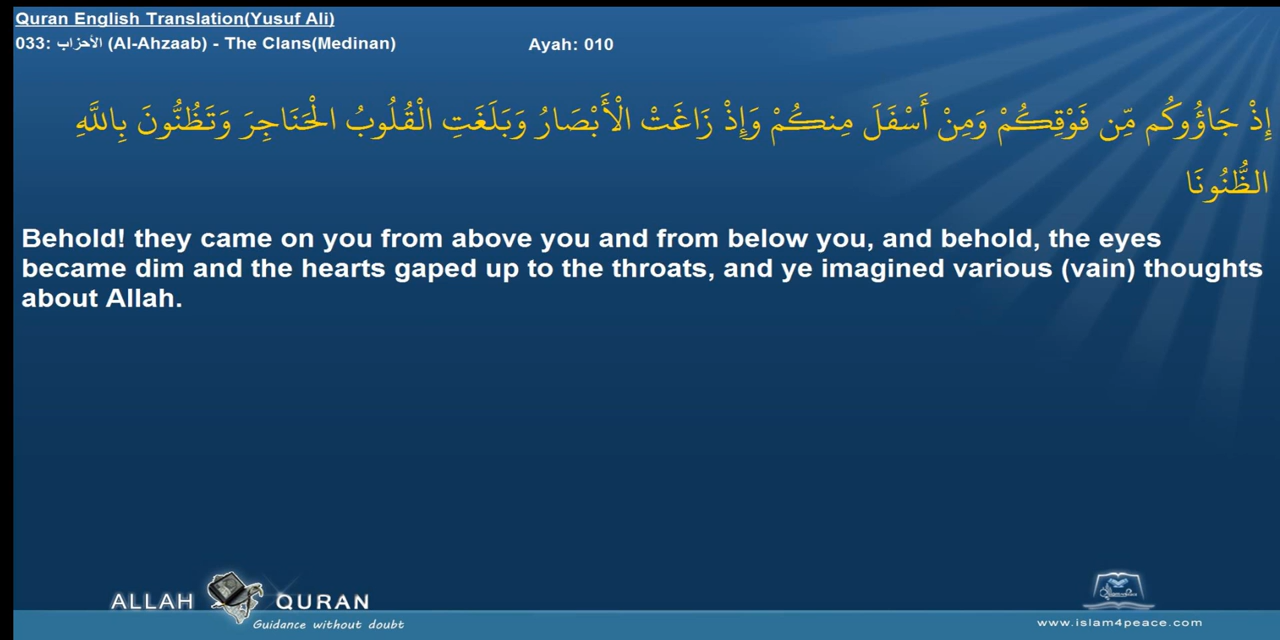 Quran English Translation(Yusuf Ali)
033: الأحزاب (Al-Ahzaab) - The Clans(Medinan)
Ayah: 010
إِذْ جَاؤُوكُم مِّن فَوْقِكُمْ وَمِنْ أَسْفَلَ مِنكُمْ وَإِذْ زَاغَتْ الْأَبْصَارُ وَبَلَغَتِ الْقُلُوبُ الْحَنَاجِرَ وَتَظُنُّونَ بِاللَّهِ
الظُّنُونَا
Behold! they came on you from above you and from below you, and behold, the eyes
became dim and the hearts gaped up to the throats, and ye imagined various (vain) thoughts
about Allah.
ALLAH QURAN
Guidance without doubt
www.islam4peace.com